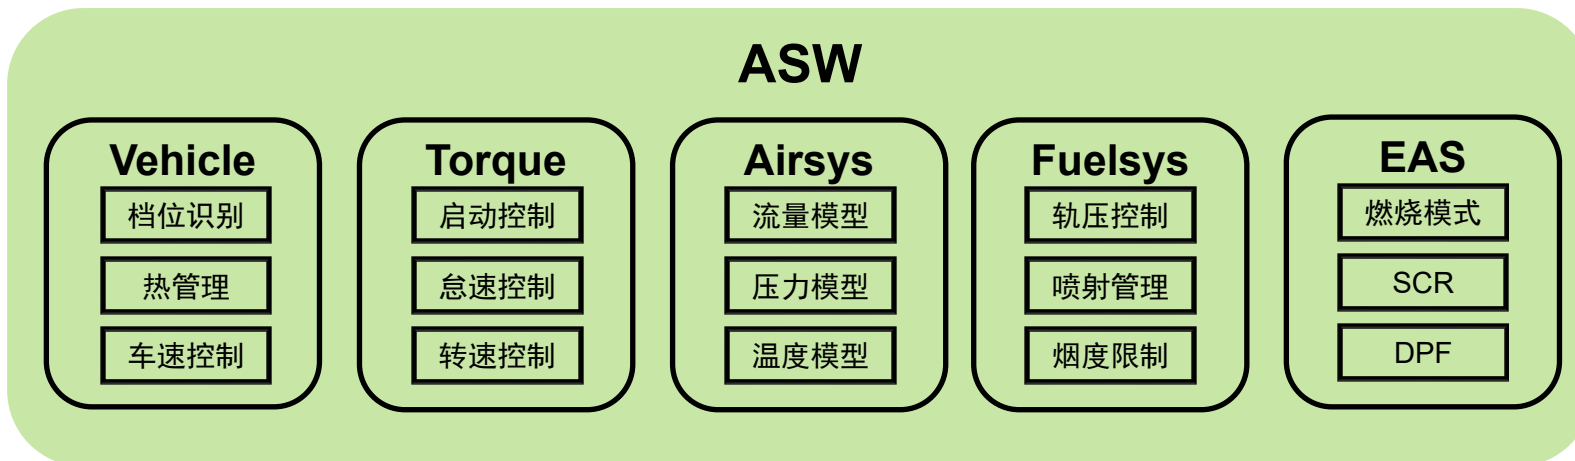 ASW
Vehicle
档位识别
热管理
车速控制
Torque
启动控制
怠速控制
转速控制
Airsys
流量模型
压力模型
温度模型
Fuelsys
轨压控制
喷射管理
烟度限制
EAS
燃烧模式
SCR
DPF